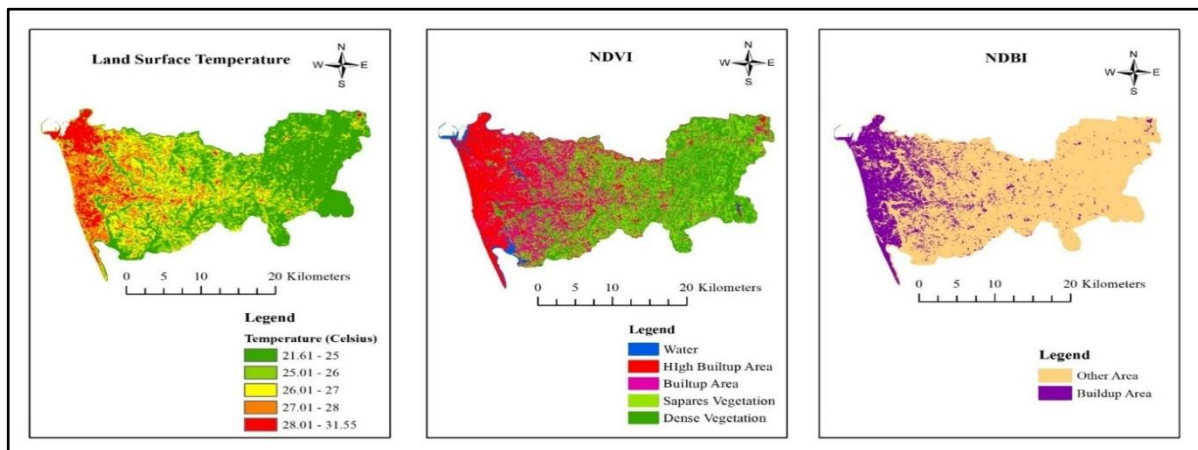 Land Surface Temperature
N
W E
S
0 5 10 20 Kilometers
Legend
Temperature (Celsius)
21.61 - 25
25.01 - 26
26.01 - 27
27.01 - 28
28.01 - 31.55
NDVI
N
W E
S
0 5 10 20 Kilometers
Legend
Water
HIgh Builtup Area
Builtup Area
Sapares Vegetation
Dense Vegetation
NDBI
N
W E
S
0 5 10 20 Kilometers
Legend
Other Area
Buildup Area